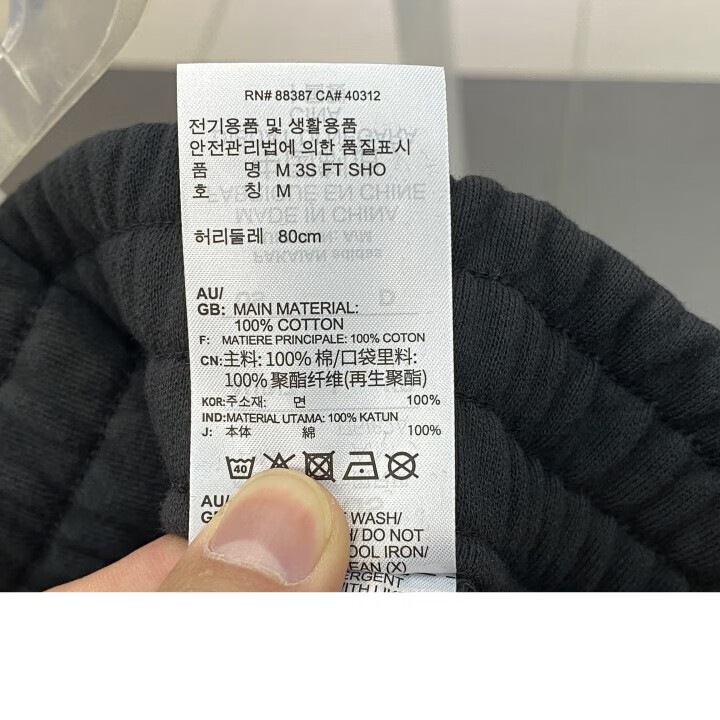 RN# 88387 CA# 40312
전기용품 및 생활용품
안전관리법에 의한 품질표시
품 명 M 3S FT SHO
호 칭 M
허리둘레 80cm
AU/
GB: MAIN MATERIAL:
100% COTTON
F: MATIERE PRINCIPALE: 100% COTON
CN:主料: 100% 棉/口袋里料:
100% 聚酯纤维(再生聚酯)
KOR:주소재: 면 100%
IND:MATERIAL UTAMA: 100% KATUN
J: 本体 綿 100%
40
AU/
WASH/
DO NOT
IRON/
(X)